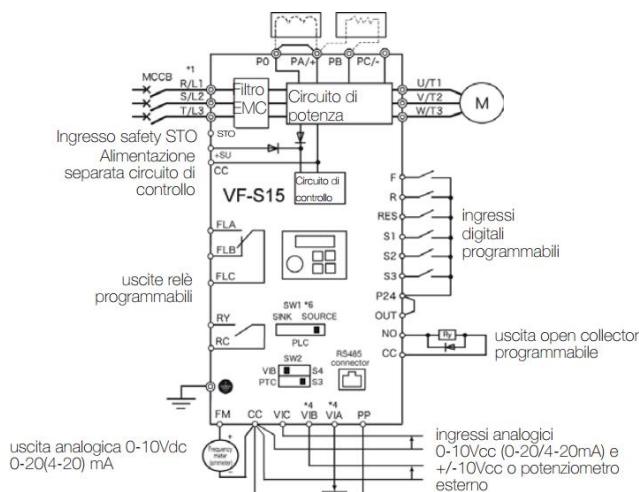 P0 PA/+ PB PC/-
MCCB *1
R/L1
S/L2
T/L3
Filtro
EMC
Circuito di
potenza
U/T1
V/T2
W/T3
M
Ingresso safety STO
STO
Alimentazione
separata circuito di
controllo
+SU
CC
Circuito di
controllo
VF-S15
F
R
RES
S1
S2
S3
P24
OUT
NO
CC
ingressi
digitali
programmabili
FLA
FLB
FLC
uscite relè
programmabili
RY
RC
SW1 *6
SINK SOURCE
PLC
SW2
VIB S4
PTC S3
RS485
connector
Ry
uscita open collector
programmabile
*4 *4
FM CC VIC VIB VIA PP
+
Frequency
meter
(ammeter)
-
uscita analogica 0-10Vdc
0-20(4-20) mA
ingressi analogici
0-10Vcc (0-20/4-20mA) e
+/-10Vcc o potenziometro
esterno